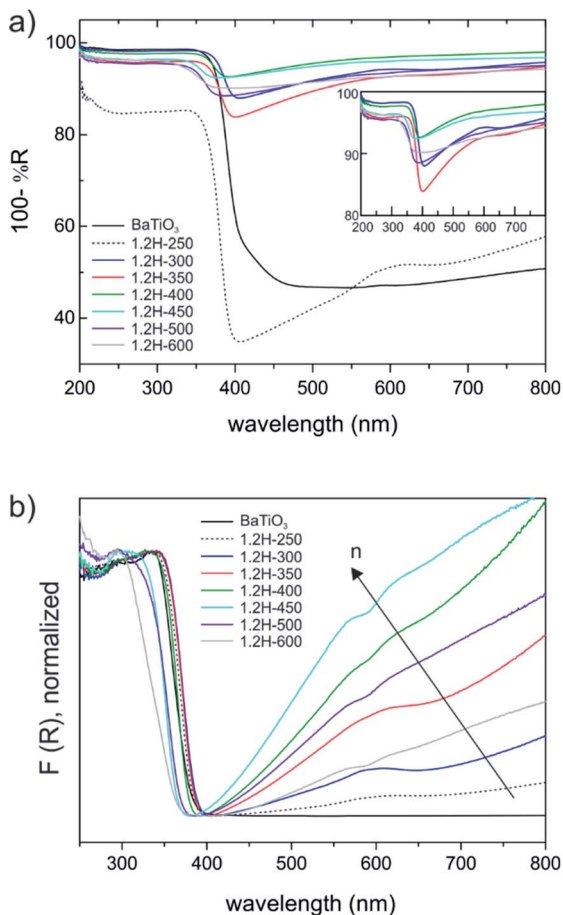 a)
100
80
60
40
100- %R
BaTiO₃
1.2H-250
1.2H-300
1.2H-350
1.2H-400
1.2H-450
1.2H-500
1.2H-600
100
90
80
200 300 400 500 600 700
200 300 400 500 600 700 800
wavelength (nm)
b)
F (R), normalized
BaTiO₃
1.2H-250
1.2H-300
1.2H-350
1.2H-400
1.2H-450
1.2H-500
1.2H-600
n
300 400 500 600 700 800
wavelength (nm)